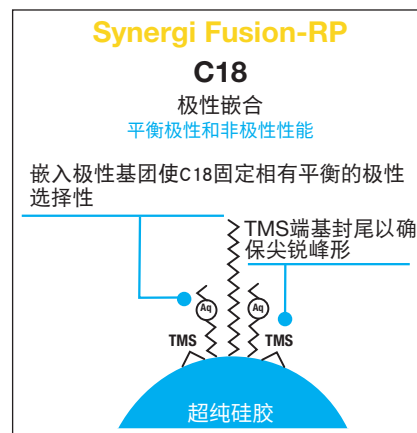 Synergi Fusion-RP
C18
极性嵌合
平衡极性和非极性性能
嵌入极性基团使C18固定相有平衡的极性
选择性
TMS端基封尾以确
保尖锐峰形
Aq
Aq
TMS
TMS
超纯硅胶